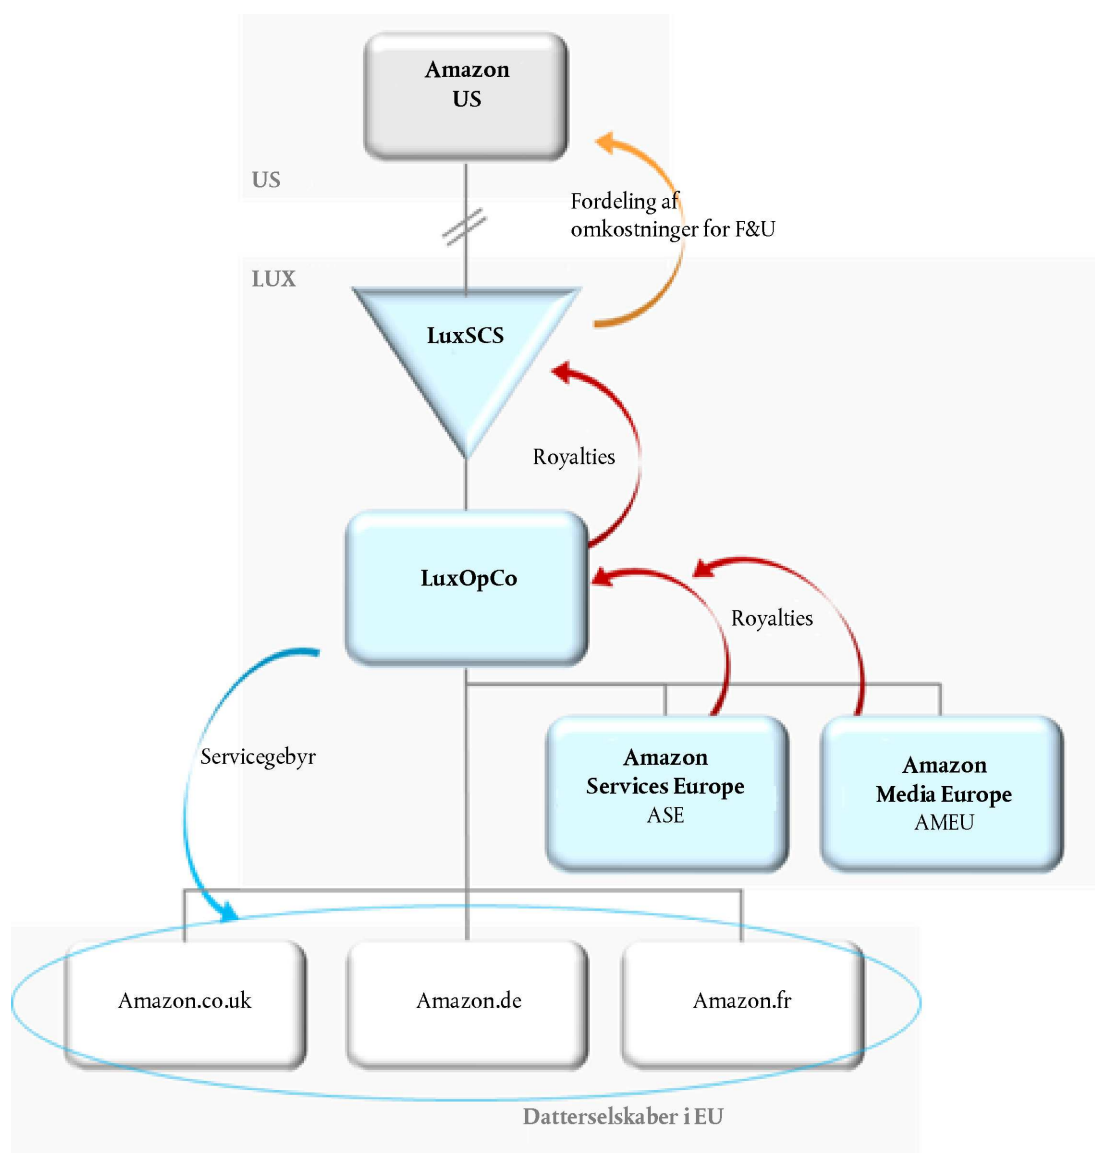 Amazon
US
US
Fordeling af
omkostninger for F&U
LUX
LuxSCS
Royalties
LuxOpCo
Royalties
Servicegebyr
Amazon
Services Europe
ASE
Amazon
Media Europe
AMEU
Amazon.co.uk
Amazon.de
Amazon.fr
Datterselskaber i EU